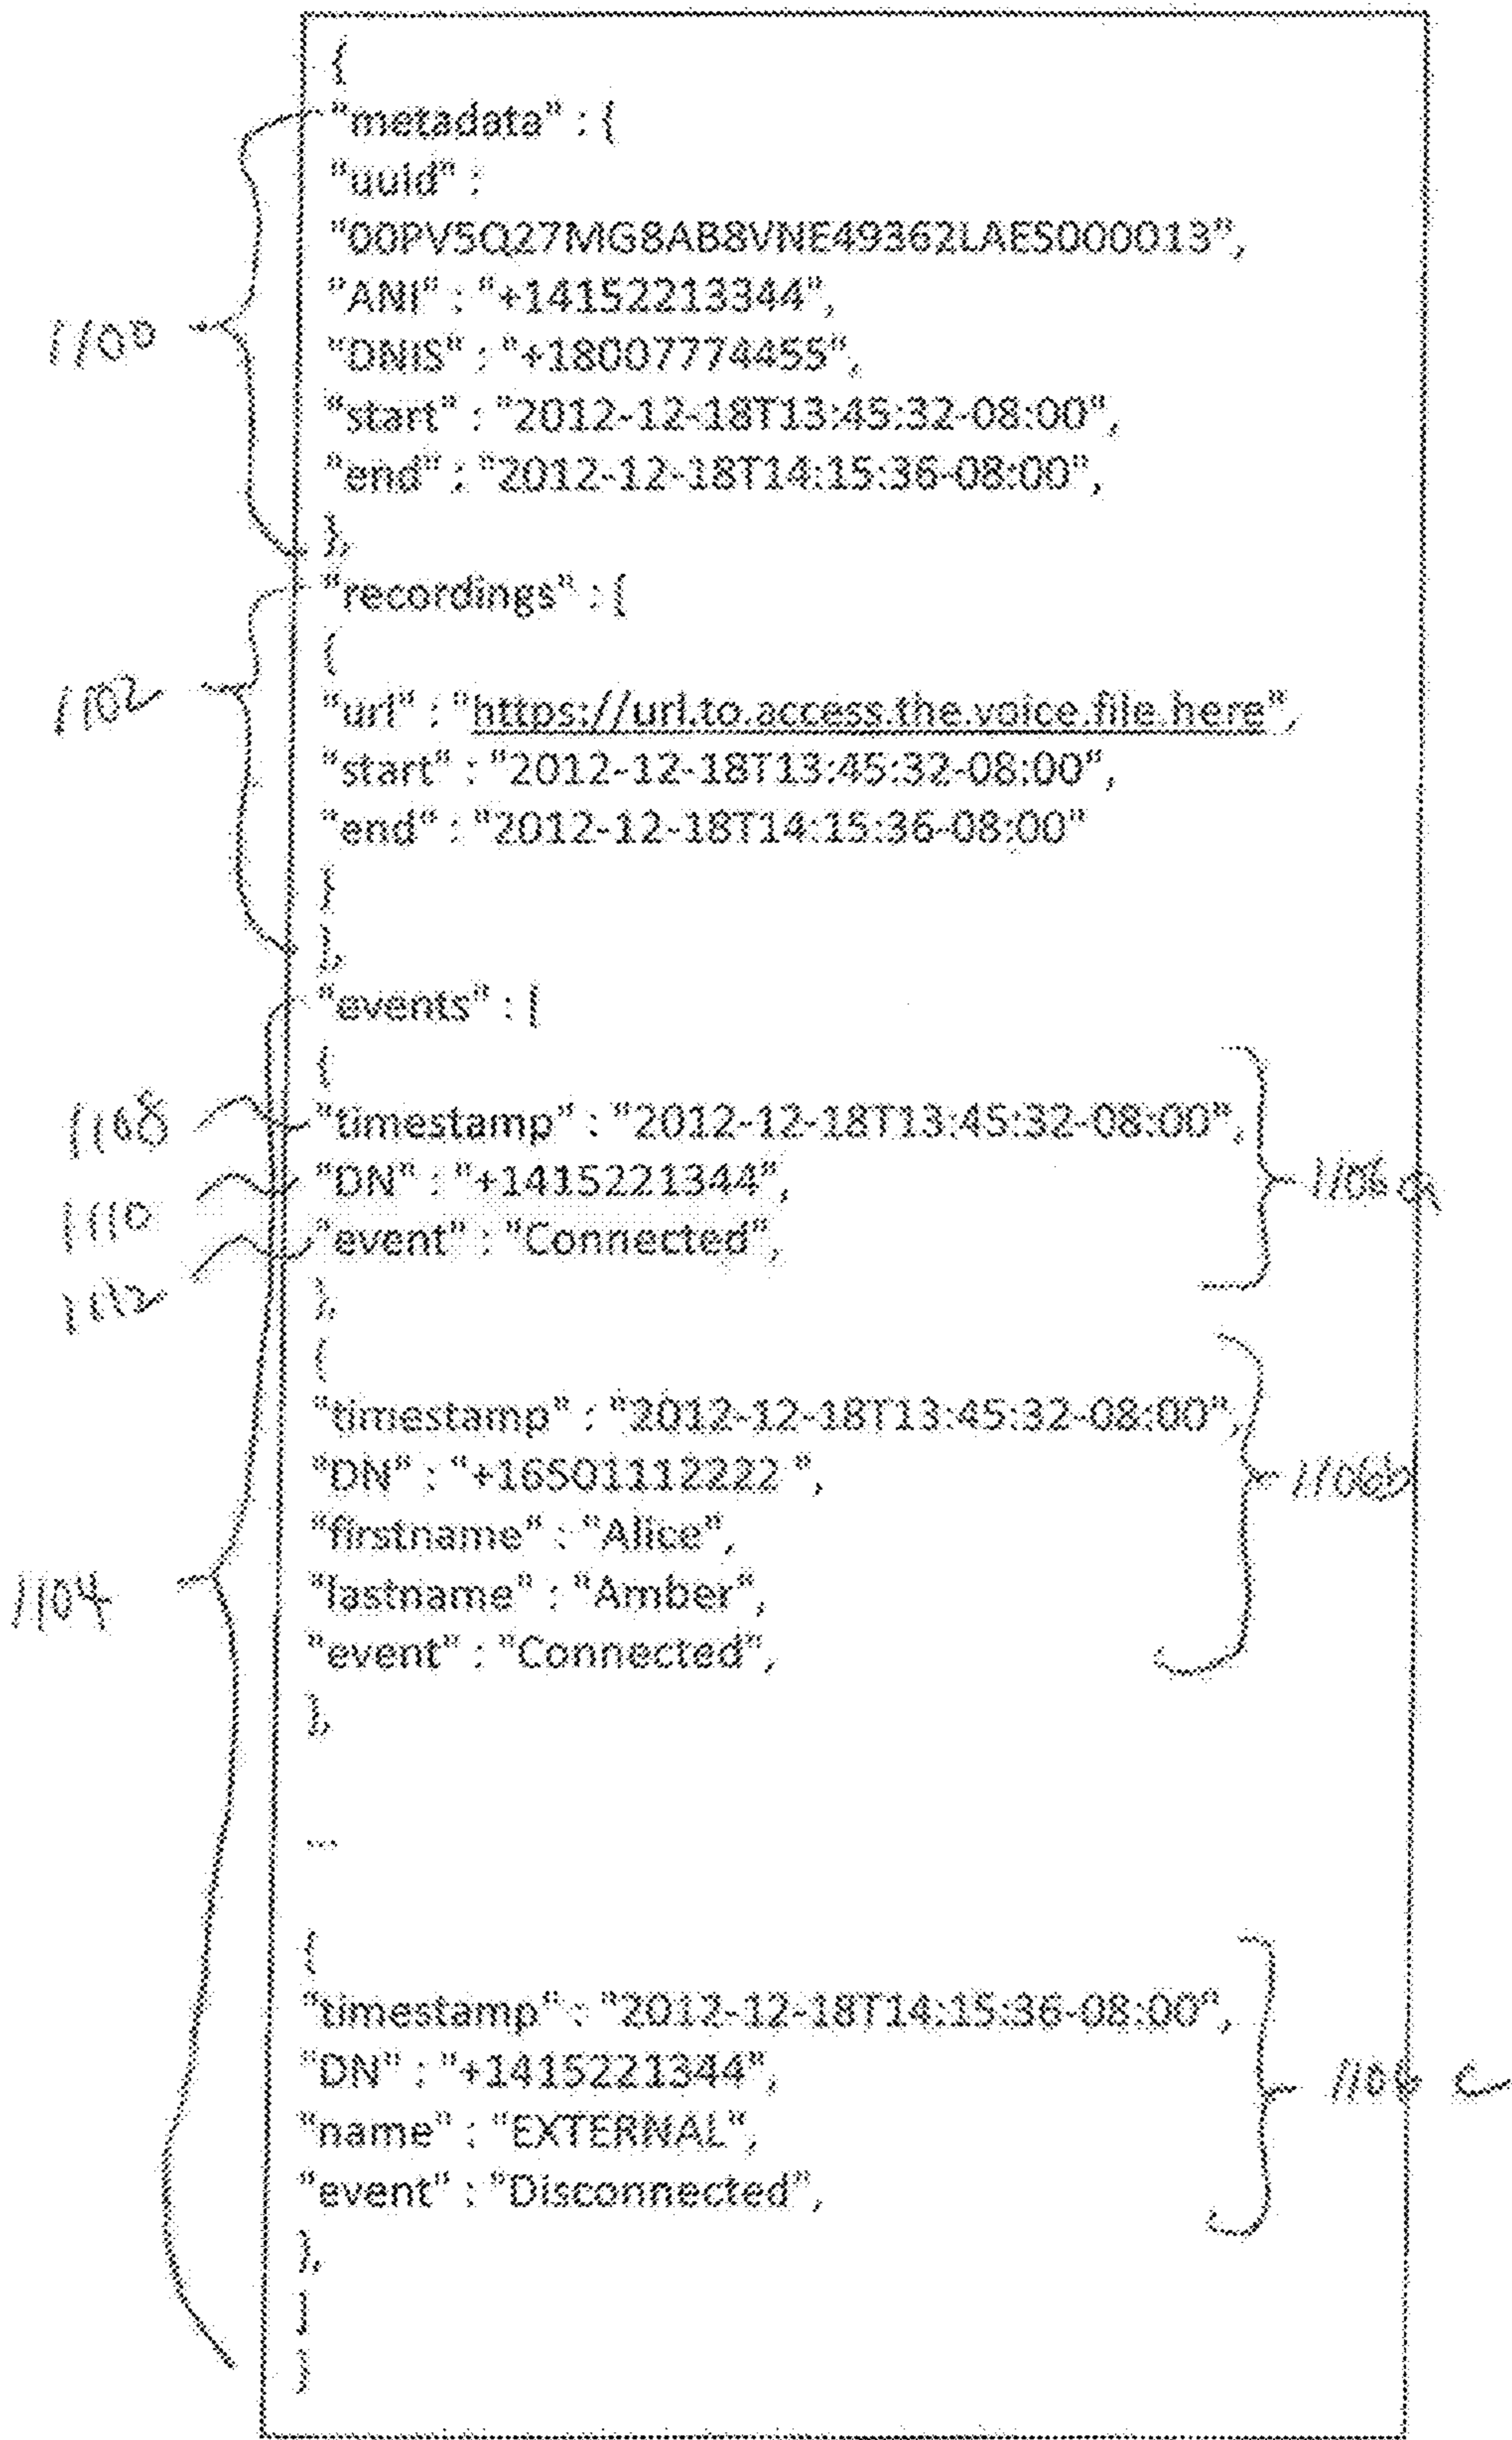 {
"metadata" : {
"uuid" :
"00PV5Q27MG8AB8VNE49362LAES000013",
"ANI" : "+14152213344",
1100
"DNIS" : "+18007774455",
"start" : "2012-12-18T13:45:32-08:00",
"end" : "2012-12-18T14:15:36-08:00",
},
"recordings" : [
{
1102
"url" : "https://url.to.access.the.voice.file.here",
"start" : "2012-12-18T13:45:32-08:00",
"end" : "2012-12-18T14:15:36-08:00"
}
],
"events" : [
{
1108 "timestamp" : "2012-12-18T13:45:32-08:00",
1110 "DN" : "+1415221344", 1106a
1112 "event" : "Connected",
},
{
"timestamp" : "2012-12-18T13:45:32-08:00",
"DN" : "+16501112222 ", 1106b
"firstname" : "Alice",
1104 "lastname" : "Amber",
"event" : "Connected",
},
...
{
"timestamp" : "2012-12-18T14:15:36-08:00",
"DN" : "+1415221344", 1106 c
"name" : "EXTERNAL",
"event" : "Disconnected",
},
]
}